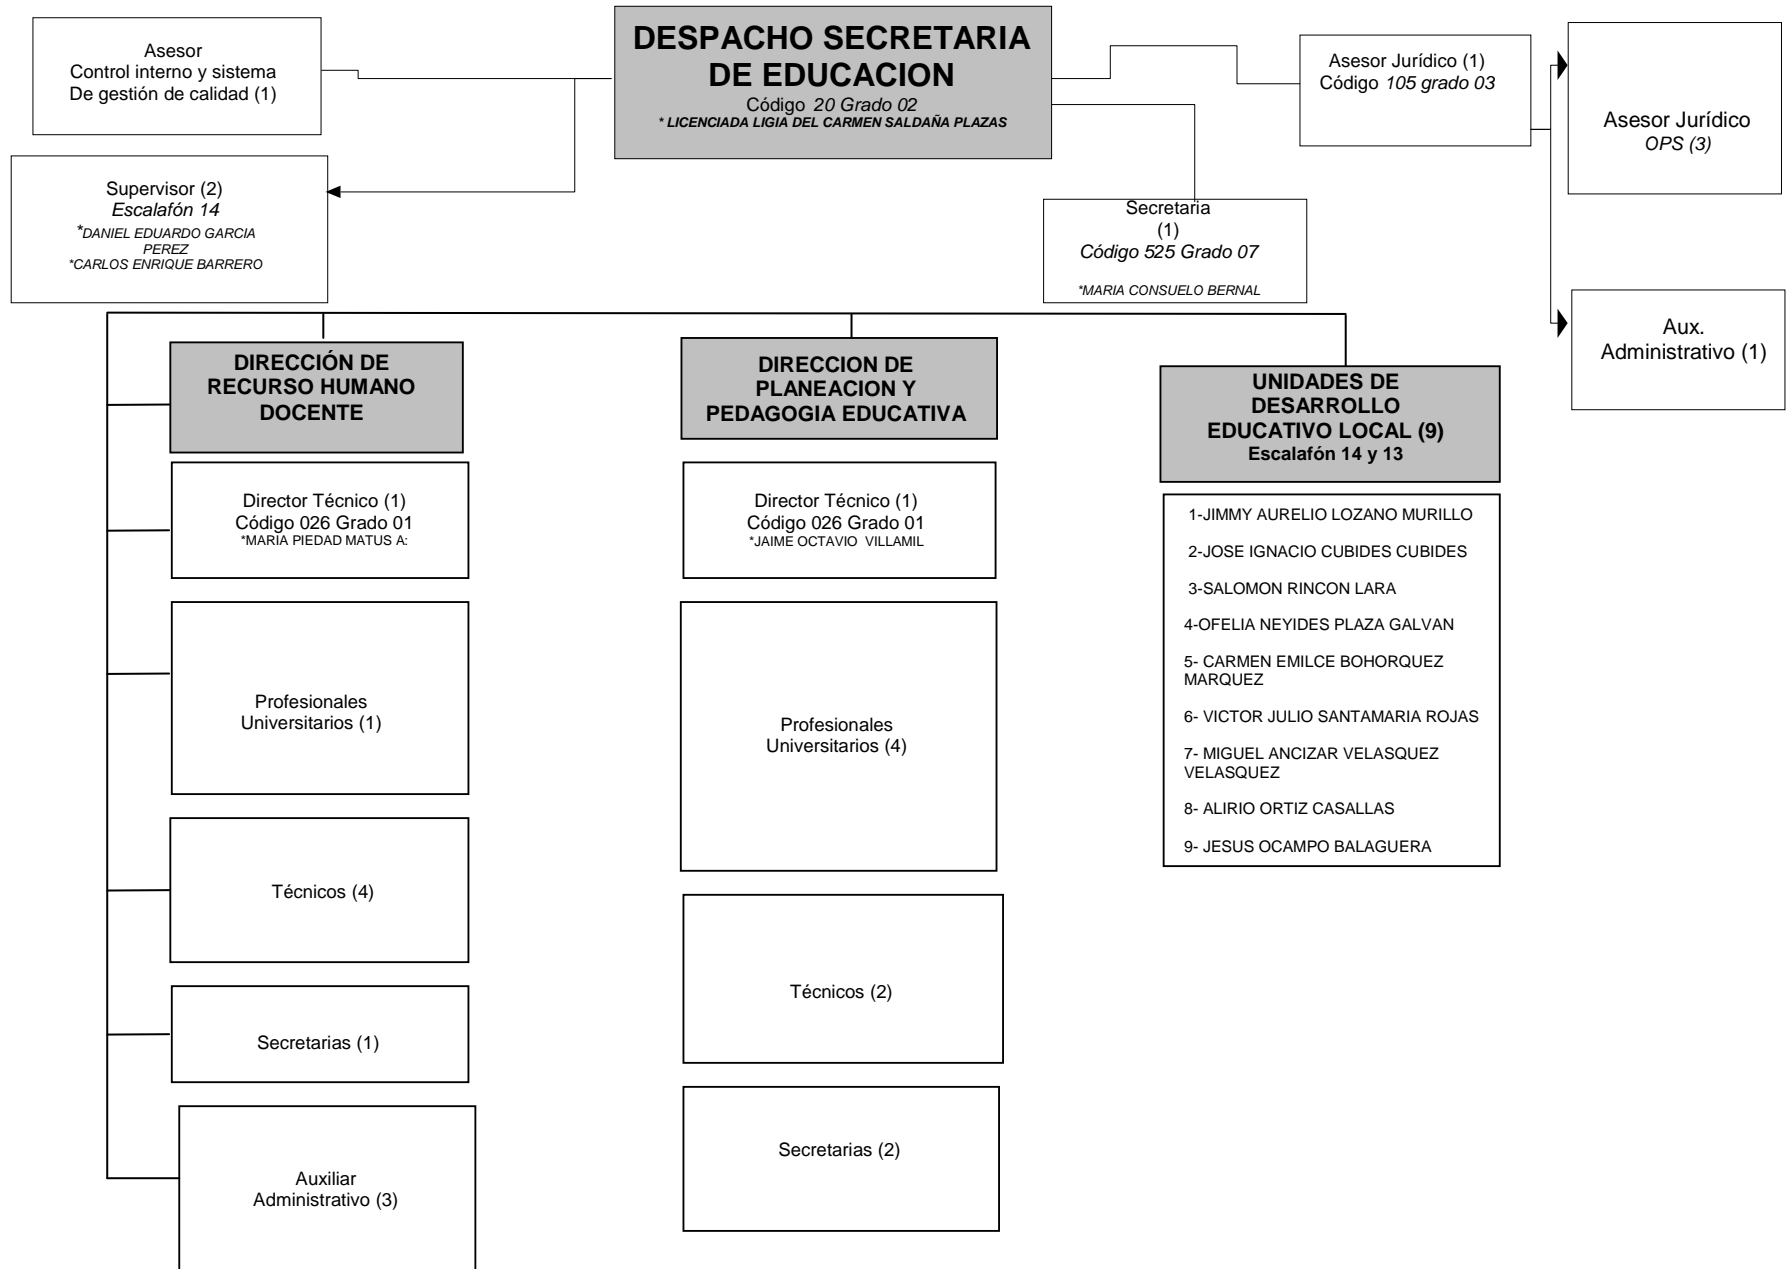 Asesor
Control interno y sistema
De gestión de calidad (1)
DESPACHO SECRETARIA
DE EDUCACION
Código 20 Grado 02
* LICENCIADA LIGIA DEL CARMEN SALDAÑA PLAZAS
Asesor Jurídico (1)
Código 105 grado 03
Asesor Jurídico
OPS (3)
Supervisor (2)
Escalafón 14
*DANIEL EDUARDO GARCIA
PEREZ
*CARLOS ENRIQUE BARRERO
Secretaria
(1)
Código 525 Grado 07
*MARIA CONSUELO BERNAL
Aux.
Administrativo (1)
DIRECCIÓN DE
RECURSO HUMANO
DOCENTE
Director Técnico (1)
Código 026 Grado 01
*MARIA PIEDAD MATUS A:
Profesionales
Universitarios (1)
Técnicos (4)
Secretarias (1)
Auxiliar
Administrativo (3)
DIRECCION DE
PLANEACION Y
PEDAGOGIA EDUCATIVA
Director Técnico (1)
Código 026 Grado 01
*JAIME OCTAVIO VILLAMIL
Profesionales
Universitarios (4)
Técnicos (2)
Secretarias (2)
UNIDADES DE
DESARROLLO
EDUCATIVO LOCAL (9)
Escalafón 14 y 13
1-JIMMY AURELIO LOZANO MURILLO
2-JOSE IGNACIO CUBIDES CUBIDES
3-SALOMON RINCON LARA
4-OFELIA NEYIDES PLAZA GALVAN
5- CARMEN EMILCE BOHORQUEZ
MARQUEZ
6- VICTOR JULIO SANTAMARIA ROJAS
7- MIGUEL ANCIZAR VELASQUEZ
VELASQUEZ
8- ALIRIO ORTIZ CASALLAS
9- JESUS OCAMPO BALAGUERA